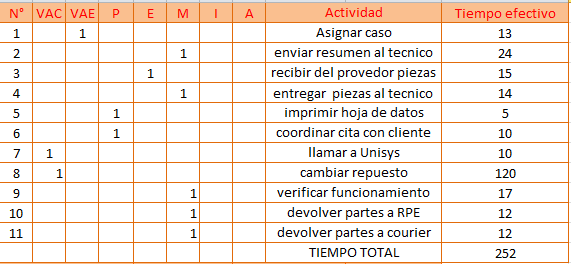 N° VAC VAE P E M I A Actividad Tiempo efectivo
1 1 Asignar caso 13
2 1 enviar resumen al tecnico 24
3 1 recibir del provedor piezas 15
4 1 entregar piezas al tecnico 14
5 1 imprimir hoja de datos 5
6 1 coordinar cita con cliente 10
7 1 llamar a Unisys 10
8 1 cambiar repuesto 120
9 1 verificar funcionamiento 17
10 1 devolver partes a RPE 12
11 1 devolver partes a courier 12
TIEMPO TOTAL 252